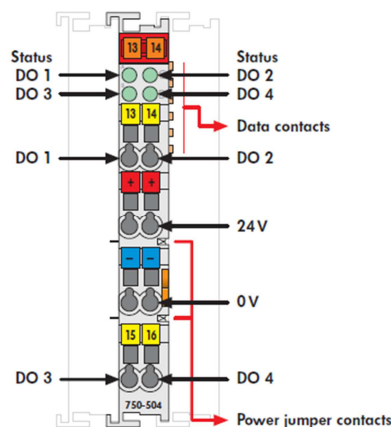 13 14
Status Status
DO 1 DO 2
DO 3 DO 4
13 14
Data contacts
DO 1 DO 2
+ +
24V
− −
0V
15 16
DO 3 DO 4
750-504
Power jumper contacts